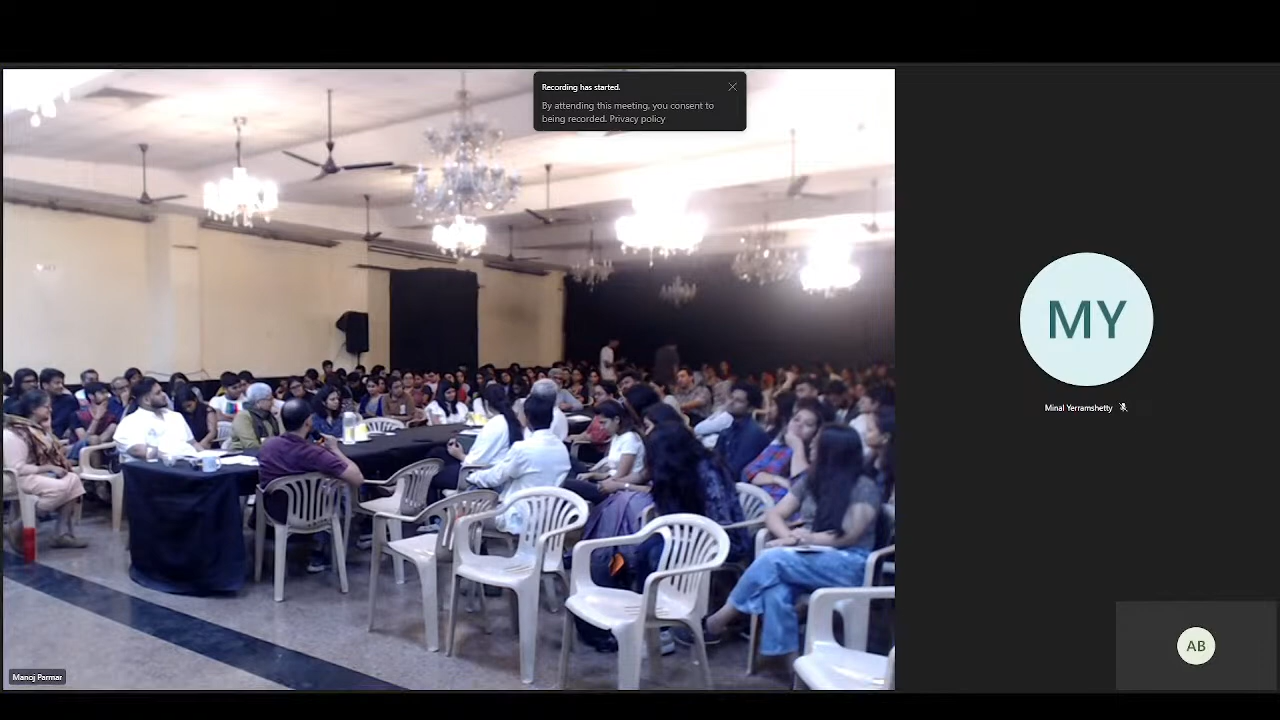 Recording has started.
By attending this meeting, you consent to
being recorded. Privacy policy
MY
Minal Yerramshetty
AB
Manoj Parmar